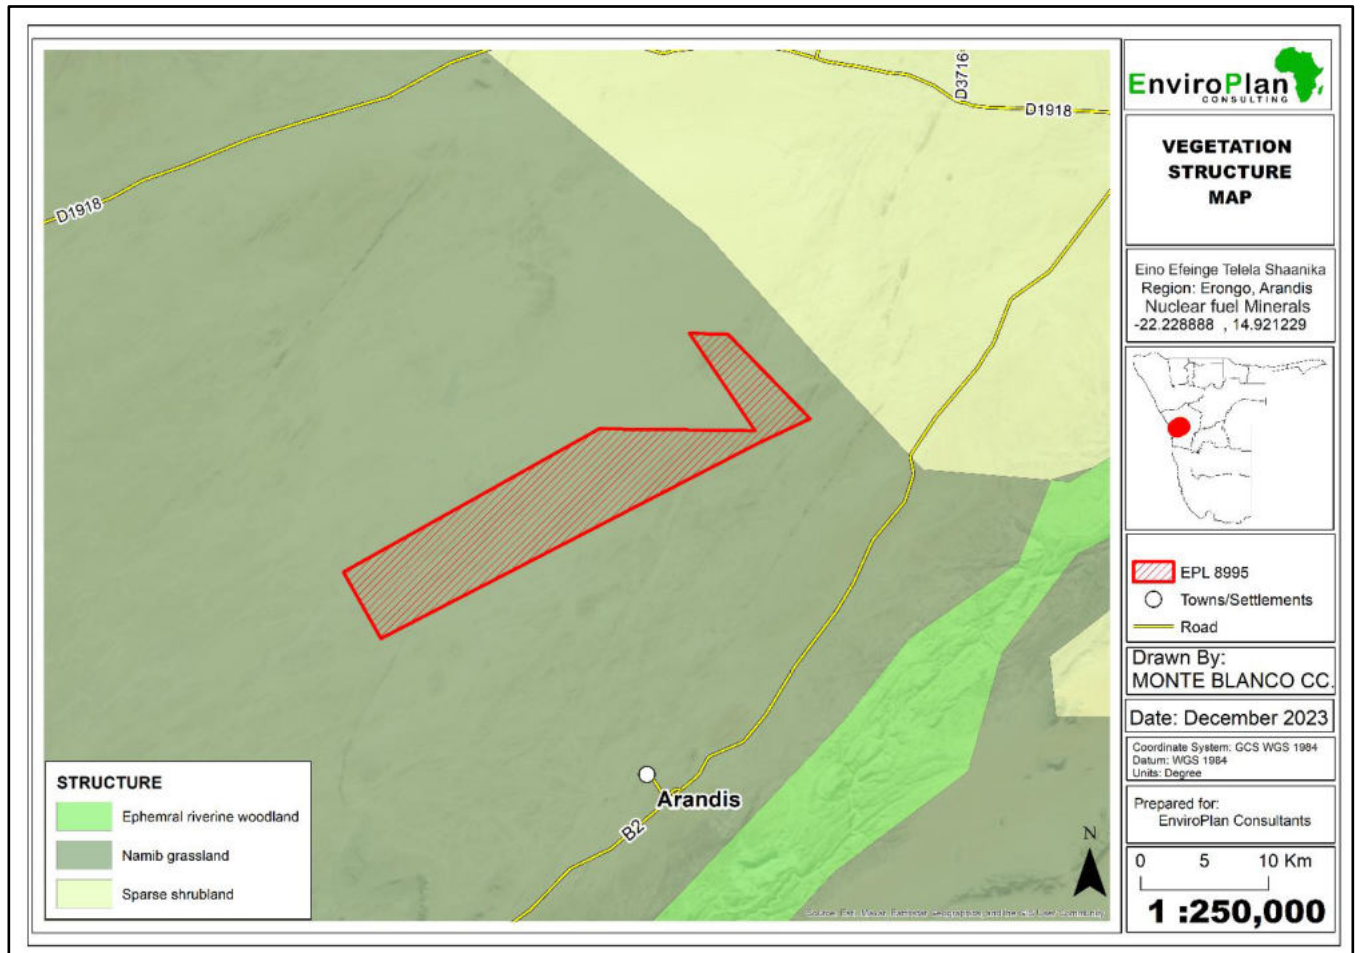 D3716
D1918
D1918
Arandis
B2
STRUCTURE
Ephemral riverine woodland
Namib grassland
Sparse shrubland
N
EnviroPlan
CONSULTING
VEGETATION
STRUCTURE
MAP
Eino Efeinge Telela Shaanika
Region: Erongo, Arandis
Nuclear fuel Minerals
-22.228888 , 14.921229
EPL 8995
Towns/Settlements
Road
Drawn By:
MONTE BLANCO CC.
Date: December 2023
Coordinate System: GCS WGS 1984
Datum: WGS 1984
Units: Degree
Prepared for:
EnviroPlan Consultants
0 5 10 Km
1 :250,000